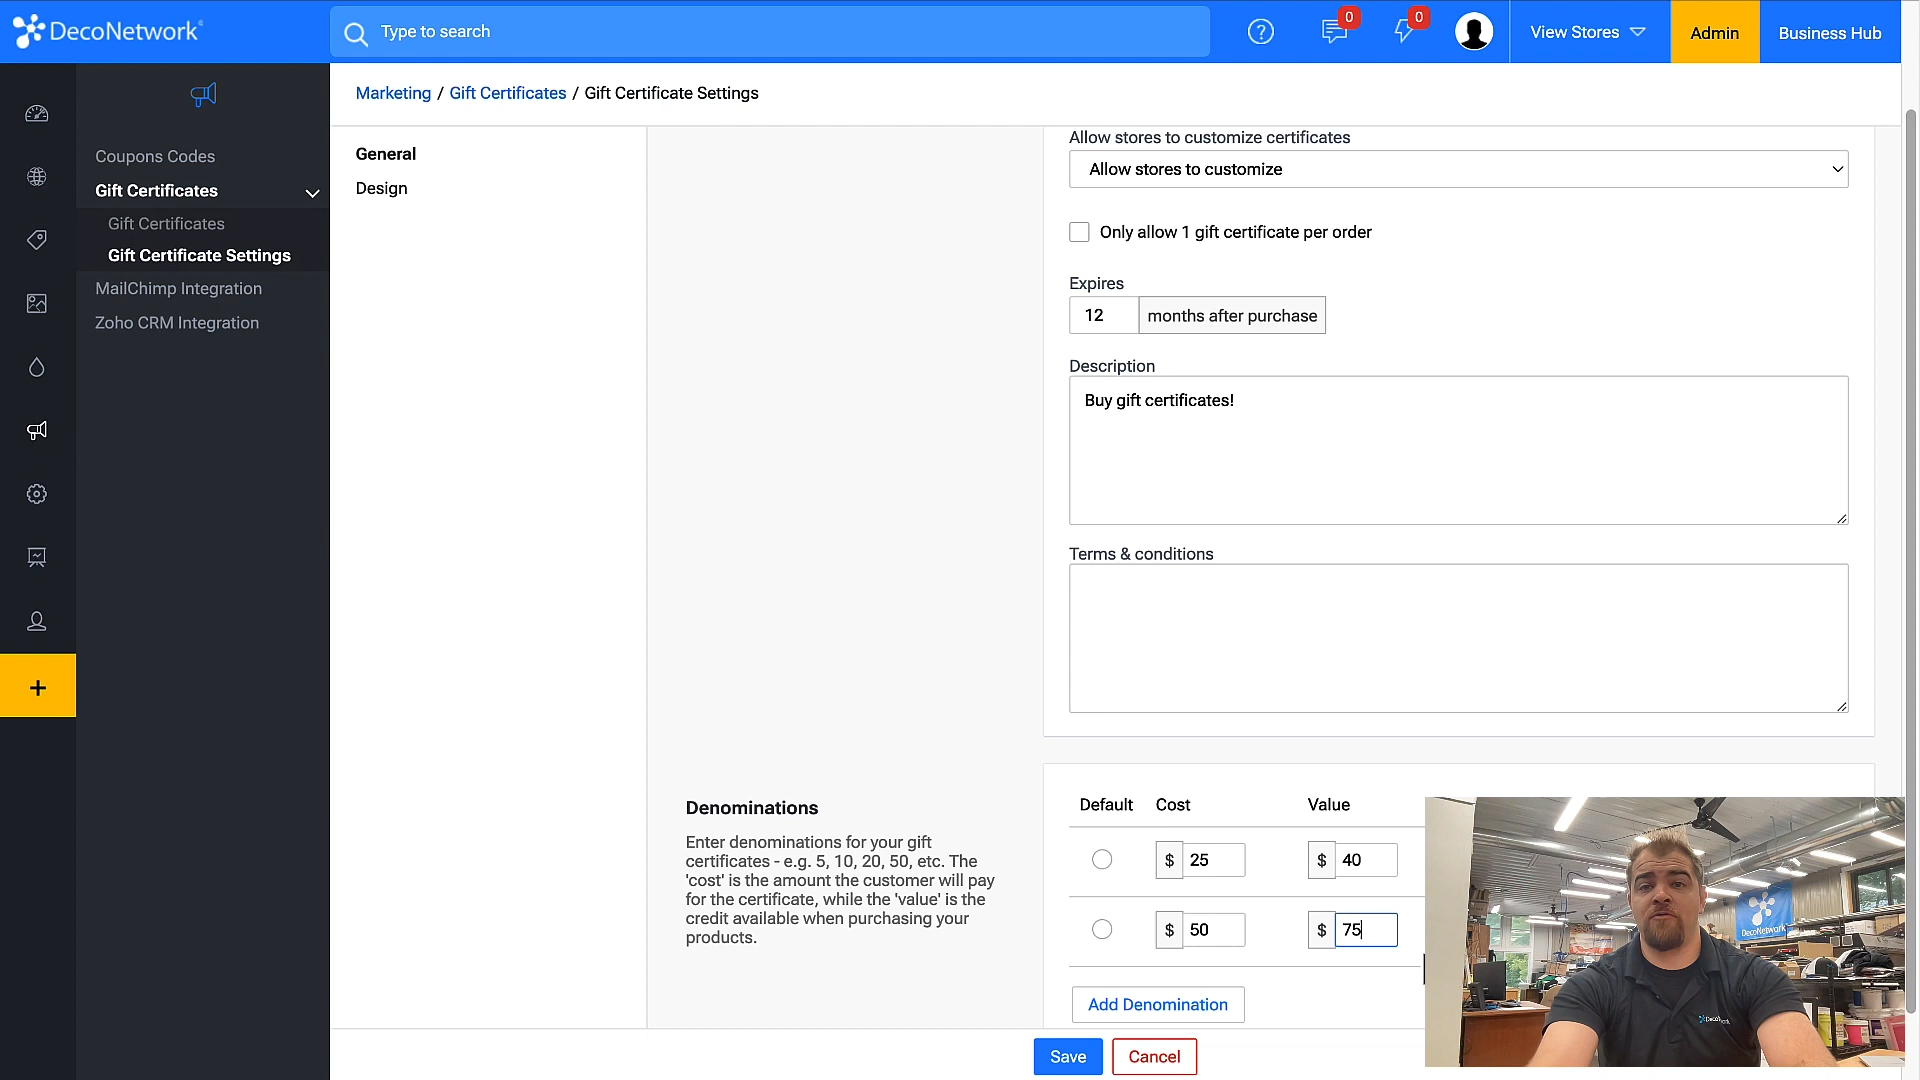 DecoNetwork
Type to search
0
0
View Stores
Admin
Business Hub
Marketing / Gift Certificates / Gift Certificate Settings
Coupons Codes
Gift Certificates
Gift Certificates
Gift Certificate Settings
MailChimp Integration
Zoho CRM Integration
General
Design
Allow stores to customize certificates
Allow stores to customize
Only allow 1 gift certificate per order
Expires
12 months after purchase
Description
Buy gift certificates!
Terms & conditions
Denominations
Enter denominations for your gift
certificates - e.g. 5, 10, 20, 50, etc. The
'cost' is the amount the customer will pay
for the certificate, while the 'value' is the
credit available when purchasing your
products.
Default Cost Value
$ 25 $ 40
$ 50 $ 75
Add Denomination
Save
Cancel
DecoNetwork